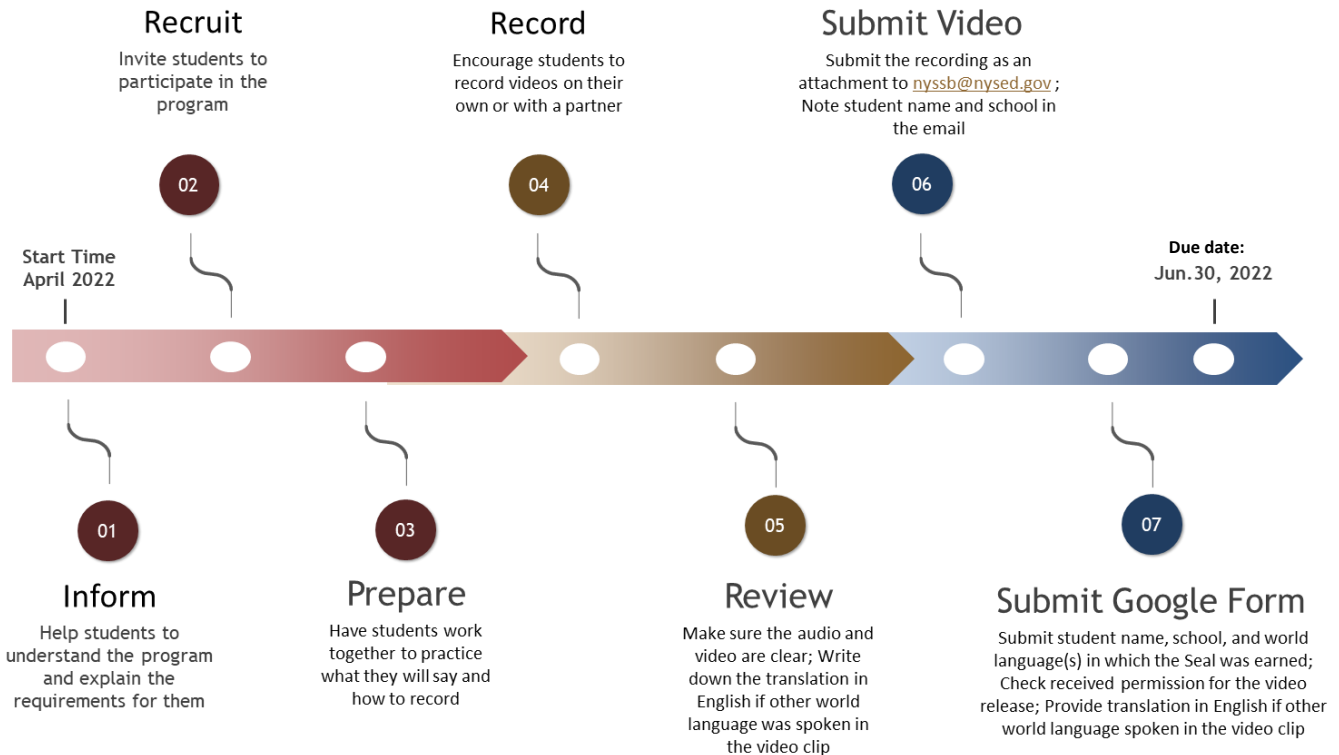 Recruit
Invite students to
participate in the
program
02
Record
Encourage students to
record videos on their
own or with a partner
04
Submit Video
Submit the recording as an
attachment to nyssb@nysed.gov ;
Note student name and school in
the email
06
Start Time
April 2022
Due date:
Jun.30, 2022
01
Inform
Help students to
understand the program
and explain the
requirements for them
03
Prepare
Have students work
together to practice
what they will say and
how to record
05
Review
Make sure the audio and
video are clear; Write
down the translation in
English if other world
language was spoken in
the video clip
07
Submit Google Form
Submit student name, school, and world
language(s) in which the Seal was earned;
Check received permission for the video
release; Provide translation in English if other
world language spoken in the video clip